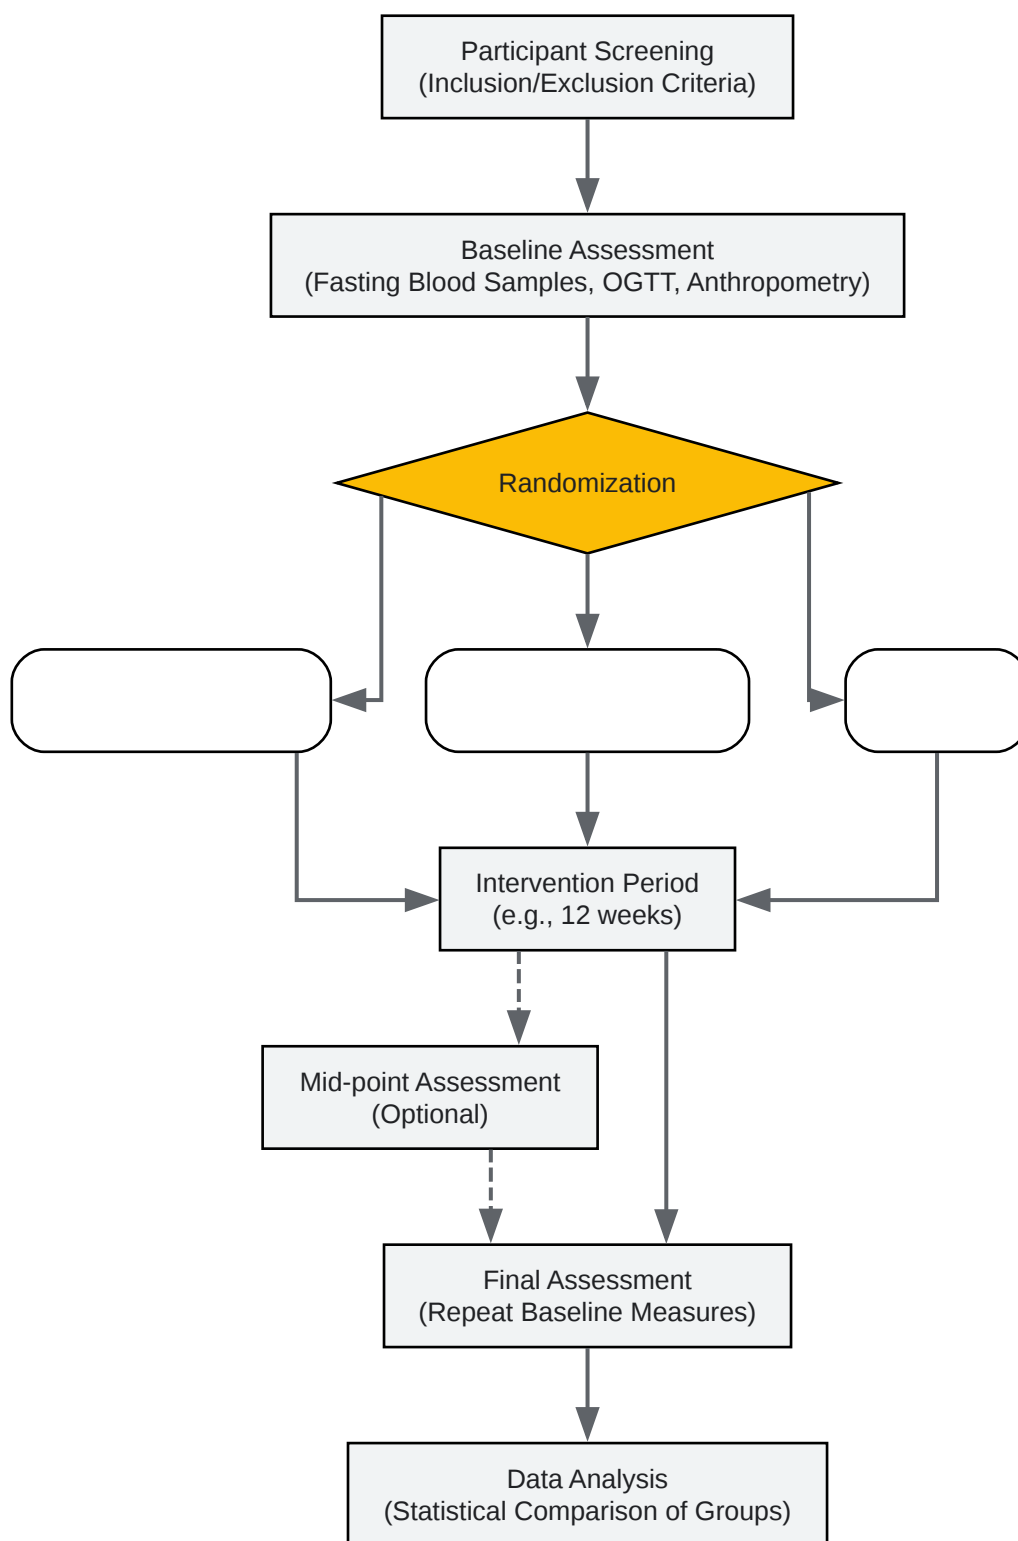 Participant Screening
(Inclusion/Exclusion Criteria)
Baseline Assessment
(Fasting Blood Samples, OGTT, Anthropometry)
Randomization
Intervention Period
(e.g., 12 weeks)
Mid-point Assessment
(Optional)
Final Assessment
(Repeat Baseline Measures)
Data Analysis
(Statistical Comparison of Groups)